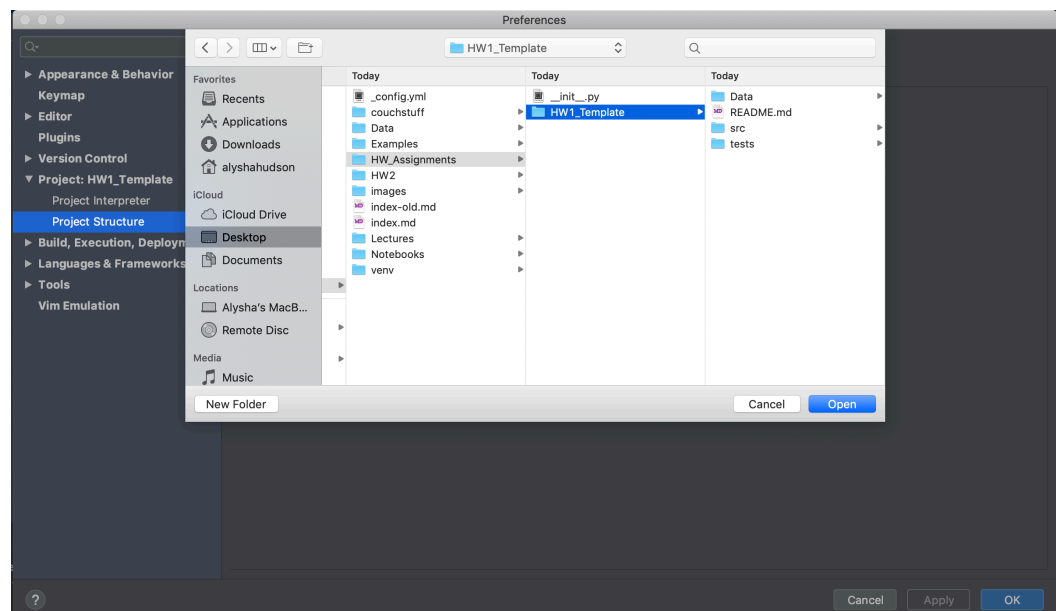 Preferences
HW1_Template
Appearance & Behavior
Keymap
Editor
Plugins
Version Control
Project: HW1_Template
Project Interpreter
Project Structure
Build, Execution, Deploym
Languages & Frameworks
Tools
Vim Emulation
Favorites
Recents
Applications
Downloads
alyshahudson
iCloud
iCloud Drive
Desktop
Documents
Locations
Alysha's MacB...
Remote Disc
Media
Music
Today
_config.yml
couchstuff
Data
Examples
HW_Assignments
HW2
images
index-old.md
index.md
Lectures
Notebooks
venv
Today
__init__.py
HW1_Template
Today
Data
README.md
src
tests
New Folder
Cancel
Open
?
Cancel
Apply
OK